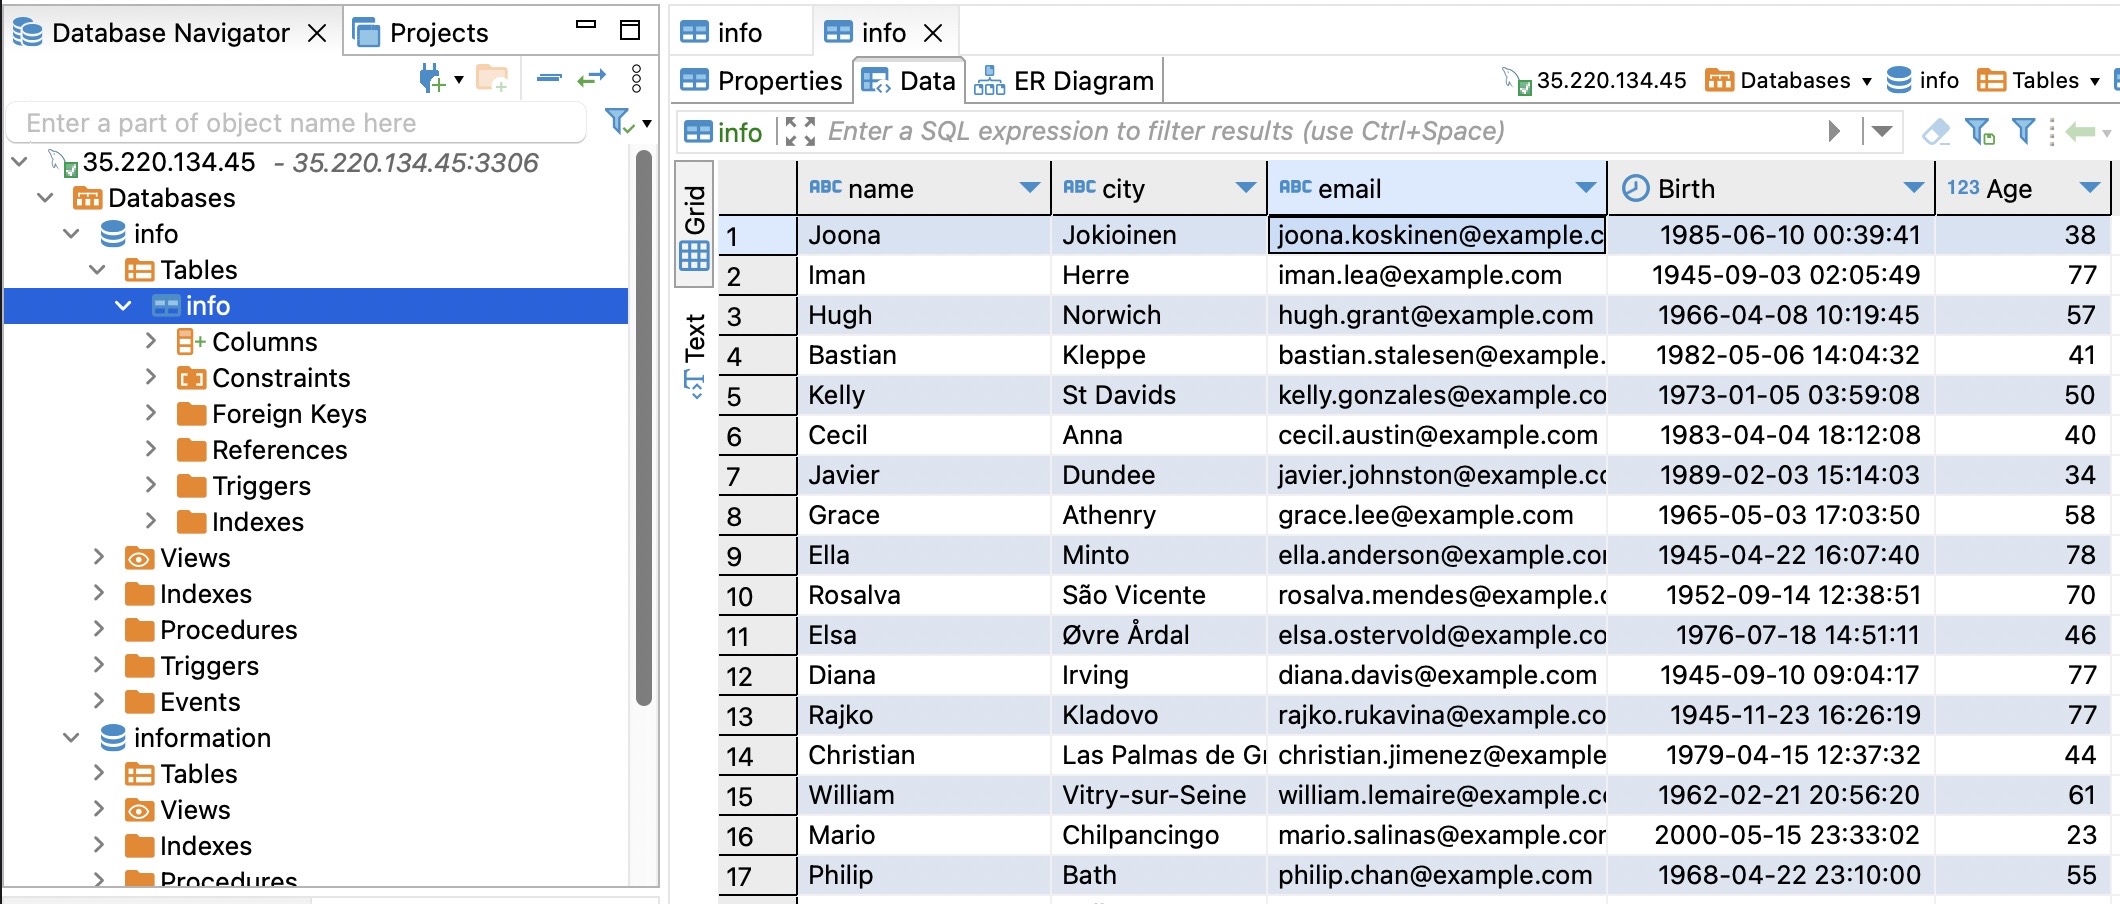 Database Navigator
Projects
Enter a part of object name here
35.220.134.45 - 35.220.134.45:3306
Databases
info
Tables
info
Columns
Constraints
Foreign Keys
References
Triggers
Indexes
Views
Indexes
Procedures
Triggers
Events
information
Tables
Views
Indexes
Procedures
info
info
Properties
Data
ER Diagram
35.220.134.45 Databases info Tables
info Enter a SQL expression to filter results (use Ctrl+Space)
Grid
Text
ABC name ABC city ABC email Birth 123 Age
1 Joona Jokioinen joona.koskinen@example.c 1985-06-10 00:39:41 38
2 Iman Herre iman.lea@example.com 1945-09-03 02:05:49 77
3 Hugh Norwich hugh.grant@example.com 1966-04-08 10:19:45 57
4 Bastian Kleppe bastian.stalesen@example. 1982-05-06 14:04:32 41
5 Kelly St Davids kelly.gonzales@example.co 1973-01-05 03:59:08 50
6 Cecil Anna cecil.austin@example.com 1983-04-04 18:12:08 40
7 Javier Dundee javier.johnston@example.c 1989-02-03 15:14:03 34
8 Grace Athenry grace.lee@example.com 1965-05-03 17:03:50 58
9 Ella Minto ella.anderson@example.co 1945-04-22 16:07:40 78
10 Rosalva São Vicente rosalva.mendes@example. 1952-09-14 12:38:51 70
11 Elsa Øvre Årdal elsa.ostervold@example.co 1976-07-18 14:51:11 46
12 Diana Irving diana.davis@example.com 1945-09-10 09:04:17 77
13 Rajko Kladovo rajko.rukavina@example.co 1945-11-23 16:26:19 77
14 Christian Las Palmas de G christian.jimenez@example 1979-04-15 12:37:32 44
15 William Vitry-sur-Seine william.lemaire@example.c 1962-02-21 20:56:20 61
16 Mario Chilpancingo mario.salinas@example.co 2000-05-15 23:33:02 23
17 Philip Bath philip.chan@example.com 1968-04-22 23:10:00 55